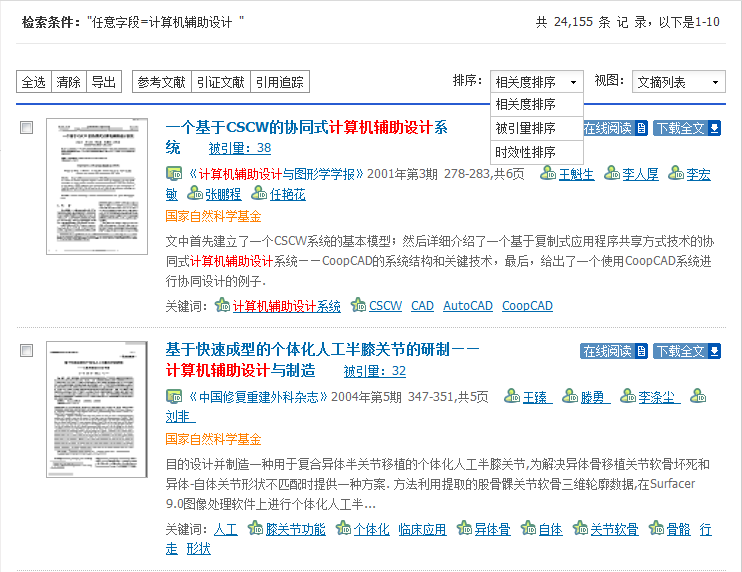 检索条件："任意字段=计算机辅助设计 "
共 24,155 条 记 录，以下是1-10
全选 清除 导出 参考文献 引证文献 引用追踪
排序： 相关度排序 视图： 文摘列表
相关度排序
被引量排序
时效性排序
一个基于CSCW的协同式计算机辅助设计系
统 被引量：38
在线阅读 下载全文
《计算机辅助设计与图形学学报》2001年第3期 278-283,共6页 王魁生 李人厚 李宏
敏 张鹏程 任艳花
国家自然科学基金
文中首先建立了一个CSCW系统的基本模型；然后详细介绍了一个基于复制式应用程序共享方式技术的协
同式计算机辅助设计系统－－CoopCAD的系统结构和关键技术，最后，给出了一个使用CoopCAD系统进
行协同设计的例子.
关键词： 计算机辅助设计系统 CSCW CAD AutoCAD CoopCAD
基于快速成型的个体化人工半膝关节的研制－－
计算机辅助设计与制造 被引量：32
在线阅读 下载全文
《中国修复重建外科杂志》2004年第5期 347-351,共5页 王臻 滕勇 李涤尘
刘非
国家自然科学基金
目的设计并制造一种用于复合异体半关节移植的个体化人工半膝关节,为解决异体骨移植关节软骨坏死和
异体-自体关节形状不匹配时提供一种方案. 方法利用提取的股骨髁关节软骨三维轮廓数据,在Surfacer
9.0图像处理软件上进行个体化人工半...
关键词： 人工 膝关节功能 个体化 临床应用 异体骨 自体 关节软骨 骨骼 行
走 形状